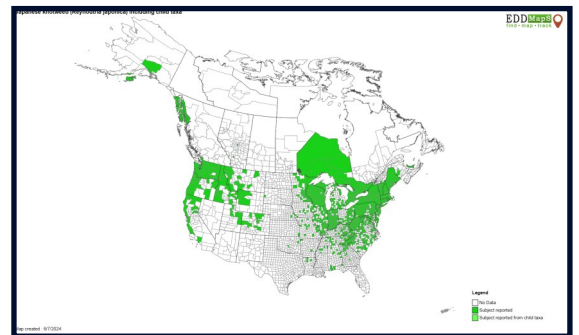 Japanese knotweed (Reynoutria japonica) including child taxa
EDDMapS
find • map • track
Legend
No Data
Subject reported
Subject reported from child taxa
Map created: 8/7/2024